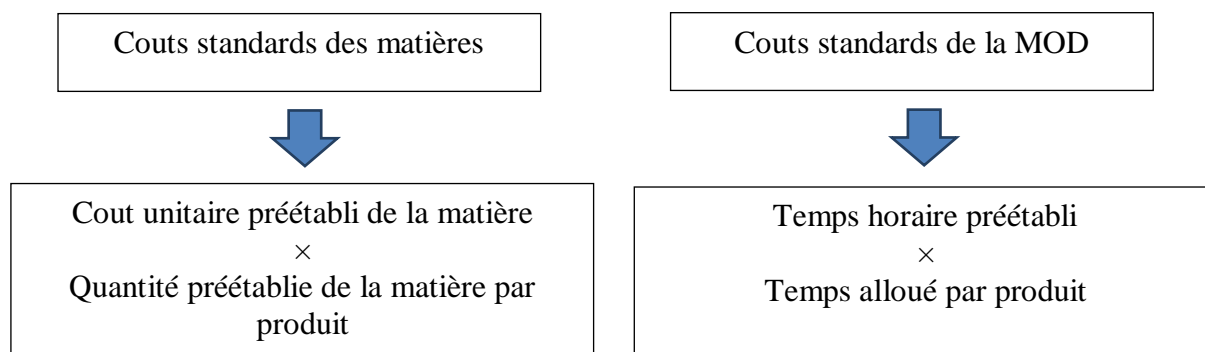 Couts standards des matières
Couts standards de la MOD
Cout unitaire préétabli de la matière
×
Quantité préétablie de la matière par
produit
Temps horaire préétabli
×
Temps alloué par produit